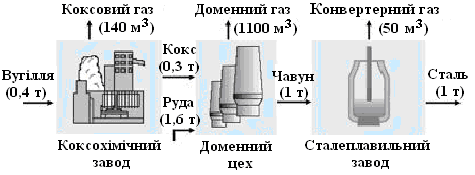 Коксовий газ
(140 м³)
Доменний газ
(1100 м³)
Конвертерний газ
(50 м³)
Вугілля
(0,4 т)
Кокс
(0,3 т)
Руда
(1,6 т)
Чавун
(1 т)
Сталь
(1 т)
Коксохімічний
завод
Доменний
цех
Сталеплавильний
завод